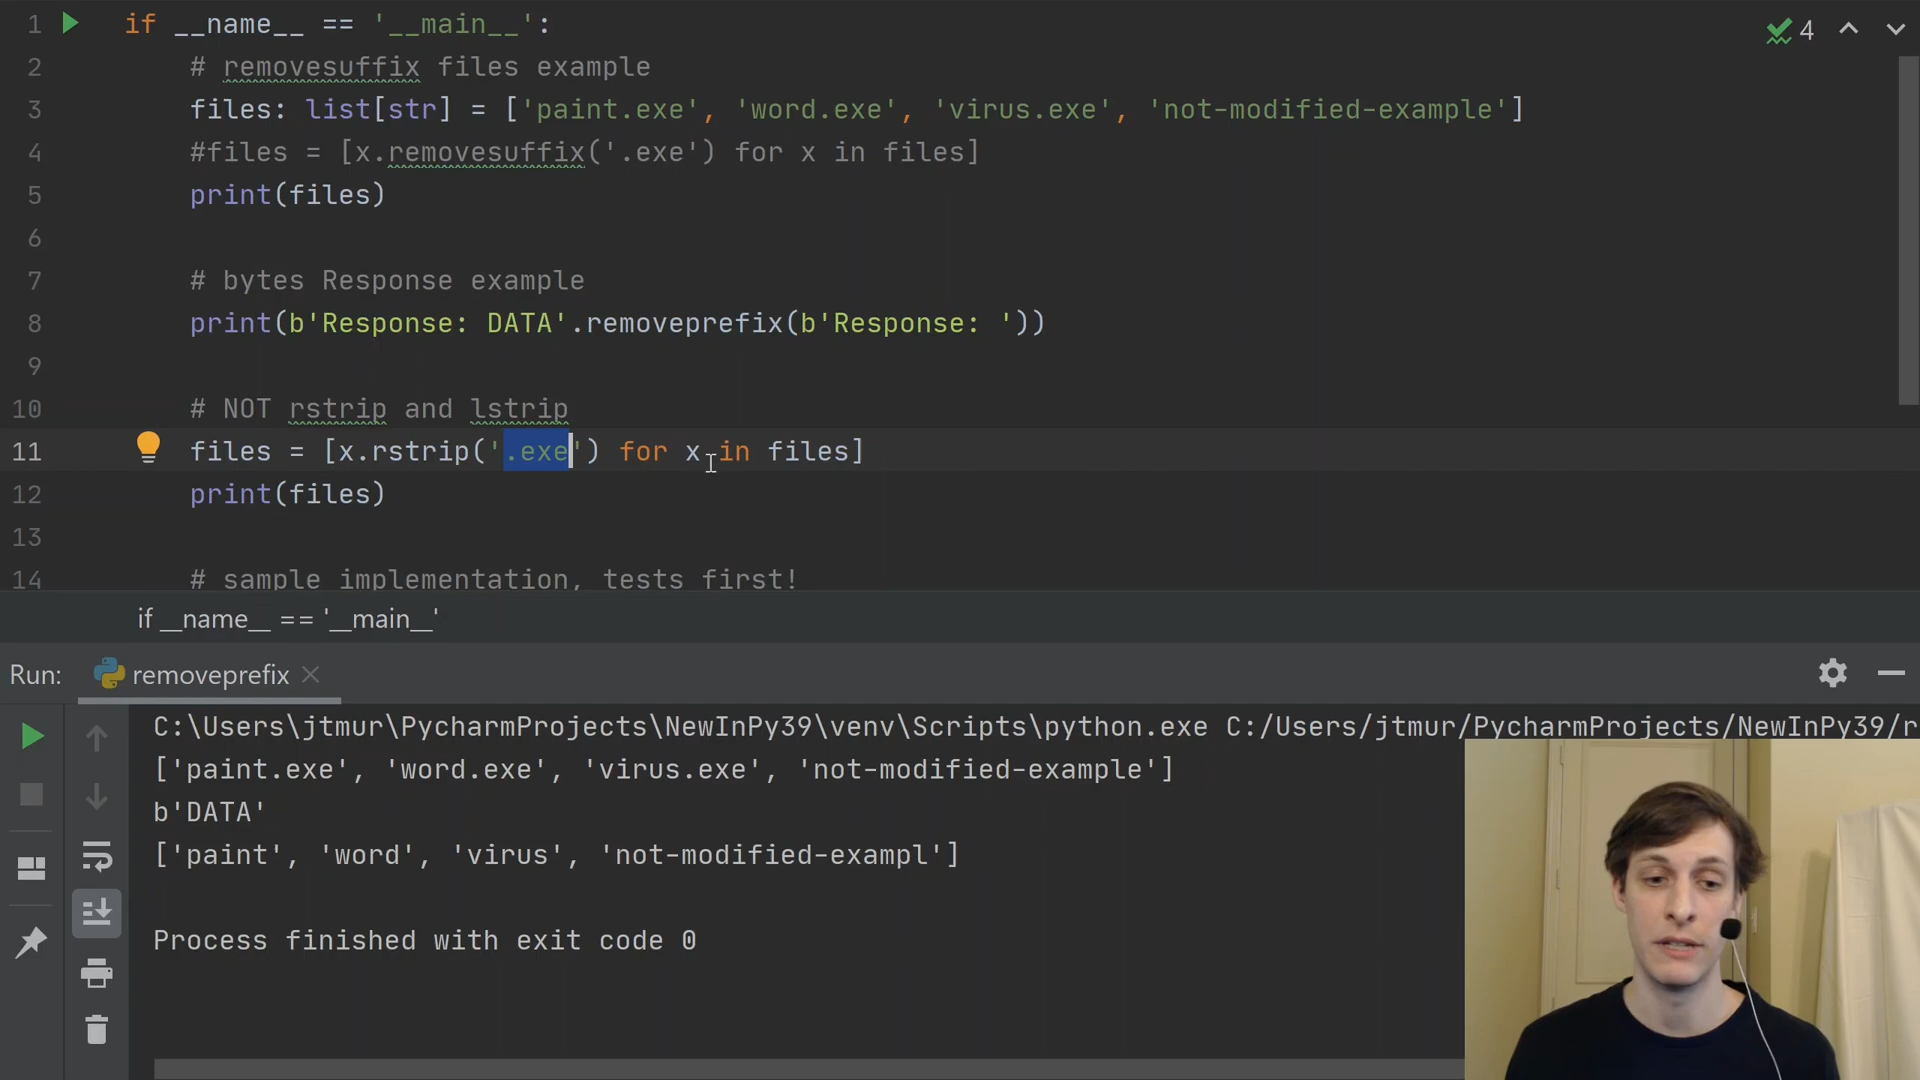 1 if __name__ == '__main__':
2 # removesuffix files example
3 files: list[str] = ['paint.exe', 'word.exe', 'virus.exe', 'not-modified-example']
4 #files = [x.removesuffix('.exe') for x in files]
5 print(files)
6
7 # bytes Response example
8 print(b'Response: DATA'.removeprefix(b'Response: '))
9
10 # NOT rstrip and lstrip
11 files = [x.rstrip('.exe') for x in files]
12 print(files)
13
14 # sample implementation, tests first!
4
if __name__ == '__main__'
Run: removeprefix
C:\Users\jtmur\PycharmProjects\NewInPy39\venv\Scripts\python.exe C:/Users/jtmur/PycharmProjects/NewInPy39/r
['paint.exe', 'word.exe', 'virus.exe', 'not-modified-example']
b'DATA'
['paint', 'word', 'virus', 'not-modified-exampl']
Process finished with exit code 0